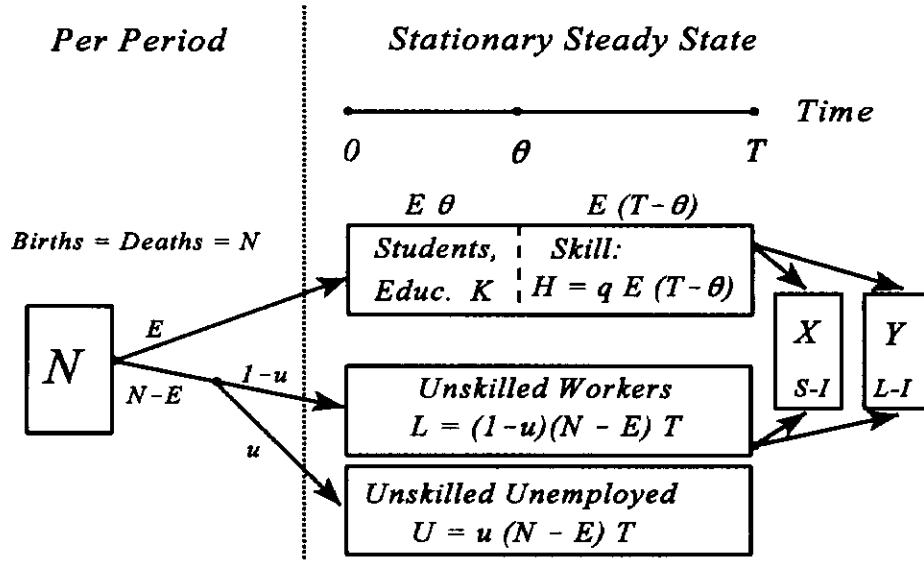 Per Period
Stationary Steady State
Time
0 θ T
E θ E (T-θ)
Births = Deaths = N
Students, Skill:
Educ. K H = q E (T-θ)
N
E
N-E
1-u
u
X
S-I
Y
L-I
Unskilled Workers
L = (1-u)(N - E) T
Unskilled Unemployed
U = u (N - E) T